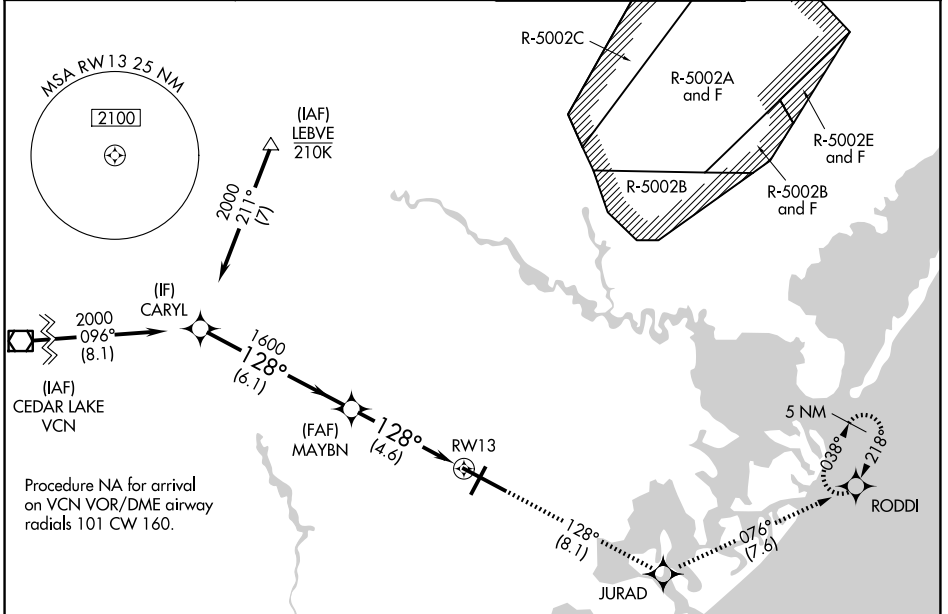 MSA RW13 25 NM
2100
(IAF)
LEBVE
210K
2000
211°
(7)
R-5002C
R-5002A
and F
R-5002E
and F
R-5002B
R-5002B
and F
(IF)
CARYL
2000
096°
(8.1)
(IAF)
CEDAR LAKE
VCN
1600
128°
(6.1)
(FAF)
MAYBN
128°
(4.6)
RW13
5 NM
038°
218°
RODDI
128°
(8.1)
076°
(7.6)
JURAD
Procedure NA for arrival
on VCN VOR/DME airway
radials 101 CW 160.